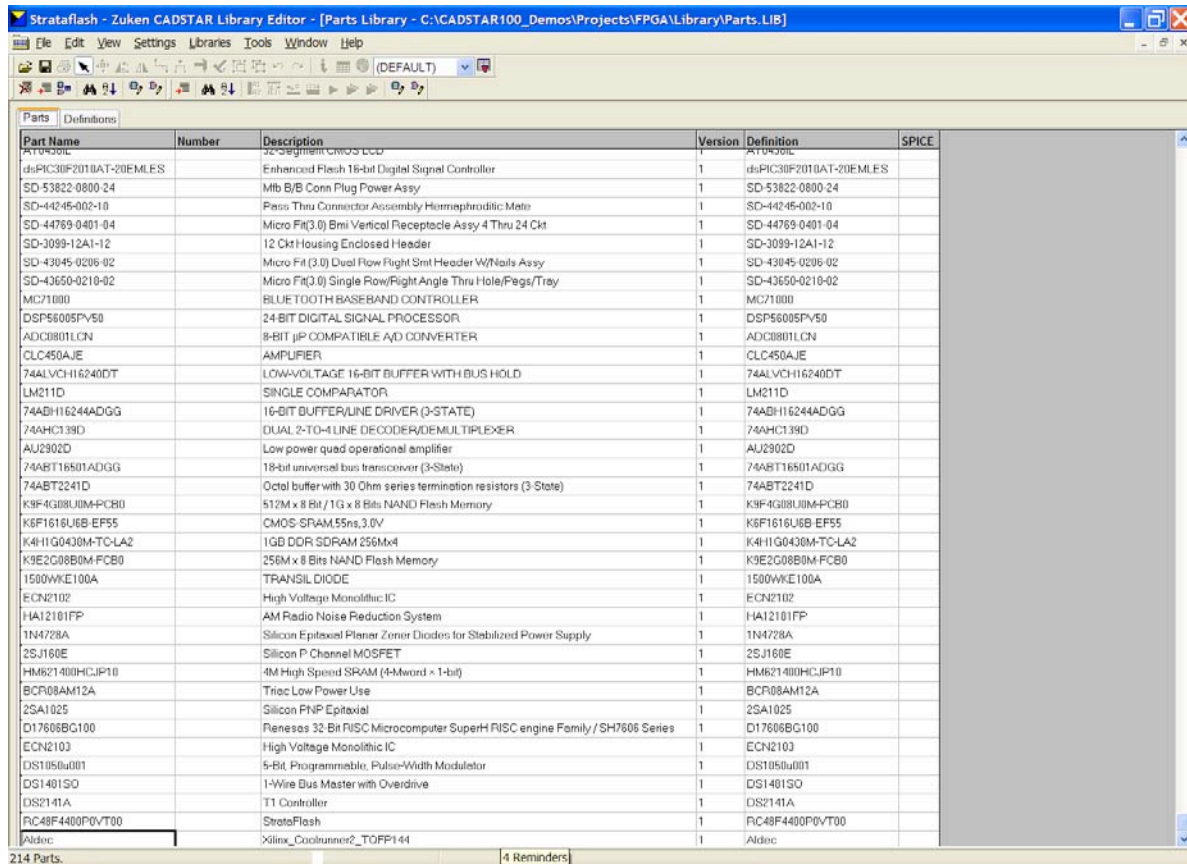 Strataflash - Zuken CADSTAR Library Editor - [Parts Library - C:\CADSTAR100_Demos\Projects\FPGA\Library\Parts.LIB]
File Edit View Settings Libraries Tools Window Help
(DEFAULT)
Parts Definitions
Part Name Number Description Version Definition SPICE
AT0438IL 32-Segment CMOS LCD 1 AT0438IL
dsPIC30F2010AT-20EMLES Enhanced Flash 16-bit Digital Signal Controller 1 dsPIC30F2010AT-20EMLES
SD-53822-0800-24 Mfb B/B Conn Plug Power Assy 1 SD-53822-0800-24
SD-44245-002-10 Pass Thru Connector Assembly Hermaphroditic Mate 1 SD-44245-002-10
SD-44769-0401-04 Micro Fit(3.0) Bmi Vertical Receptacle Assy 4 Thru 24 Ckt 1 SD-44769-0401-04
SD-3099-12A1-12 12 Ckt Housing Enclosed Header 1 SD-3099-12A1-12
SD-43045-0206-02 Micro Fit (3.0) Dual Row Right Smt Header W/Nails Assy 1 SD-43045-0206-02
SD-43650-0210-02 Micro Fit(3.0) Single Row/Right Angle Thru Hole/Pegs/Tray 1 SD-43650-0210-02
MC71000 BLUETOOTH BASEBAND CONTROLLER 1 MC71000
DSP56005PV50 24-BIT DIGITAL SIGNAL PROCESSOR 1 DSP56005PV50
ADC0801LCN 8-BIT µP COMPATIBLE A/D CONVERTER 1 ADC0801LCN
CLC450AJE AMPLIFIER 1 CLC450AJE
74ALVCH16240DT LOW-VOLTAGE 16-BIT BUFFER WITH BUS HOLD 1 74ALVCH16240DT
LM211D SINGLE COMPARATOR 1 LM211D
74ABH16244ADGG 16-BIT BUFFER/LINE DRIVER (3-STATE) 1 74ABH16244ADGG
74AHC139D DUAL 2-TO-4 LINE DECODER/DEMULTIPLEXER 1 74AHC139D
AU2902D Low power quad operational amplifier 1 AU2902D
74ABT16501ADGG 18-bit universal bus transceiver (3-State) 1 74ABT16501ADGG
74ABT2241D Octal buffer with 30 Ohm series termination resistors (3-State) 1 74ABT2241D
K9F4G08U0M-PCB0 512M x 8 Bit / 1G x 8 Bits NAND Flash Memory 1 K9F4G08U0M-PCB0
K6F1616U6B-EF55 CMOS-SRAM,55ns,3.0V 1 K6F1616U6B-EF55
K4H1G0438M-TC-LA2 1GB DDR SDRAM 256Mx4 1 K4H1G0438M-TC-LA2
K9E2G08B0M-FCB0 256M x 8 Bits NAND Flash Memory 1 K9E2G08B0M-FCB0
1500WKE100A TRANSIL DIODE 1 1500WKE100A
ECN2102 High Voltage Monolithic IC 1 ECN2102
HA12181FP AM Radio Noise Reduction System 1 HA12181FP
1N4728A Silicon Epitaxial Planar Zener Diodes for Stabilized Power Supply 1 1N4728A
2SJ160E Silicon P Channel MOSFET 1 2SJ160E
HM621400HCJP10 4M High Speed SRAM (4-Mword × 1-bit) 1 HM621400HCJP10
BCR08AM12A Triac Low Power Use 1 BCR08AM12A
2SA1025 Silicon PNP Epitaxial 1 2SA1025
D17606BG100 Renesas 32-Bit RISC Microcomputer SuperH RISC engine Family / SH7606 Series 1 D17606BG100
ECN2103 High Voltage Monolithic IC 1 ECN2103
DS1050u001 5-Bit, Programmable, Pulse-Width Modulator 1 DS1050u001
DS1481SO 1-Wire Bus Master with Overdrive 1 DS1481SO
DS2141A T1 Controller 1 DS2141A
RC48F4400P0VT00 StrataFlash 1 RC48F4400P0VT00
Aldec Xilinx_Coolrunner2_TQFP144 1 Aldec
214 Parts. 4 Reminders